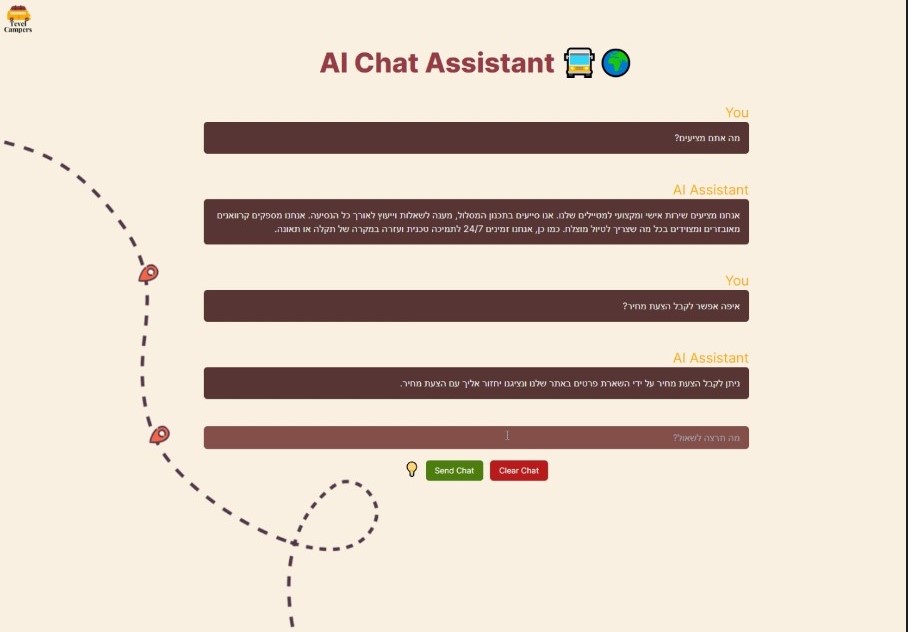 Tevel
Campers
AI Chat Assistant
You
מה אתם מציעים?
AI Assistant
אנחנו מציעים שירות אישי ומקצועי למטיילים שלנו. אנו סייעים בתכנון המסלול, מענה לשאלות וייעוץ לאורך כל הנסיעה. אנחנו מספקים קרוואנים
מאובזרים ומצוידים בכל מה שצריך לטיול מוצלח. כמו כן, אנחנו זמינים 24/7 לתמיכה טכנית ועזרה במקרה של תקלה או תאונה.
You
איפה אפשר לקבל הצעת מחיר?
AI Assistant
ניתן לקבל הצעת מחיר על ידי השארת פרטים באתר שלנו ונציגנו יחזור אליך עם הצעת מחיר.
מה תרצה לשאול?
Send Chat
Clear Chat